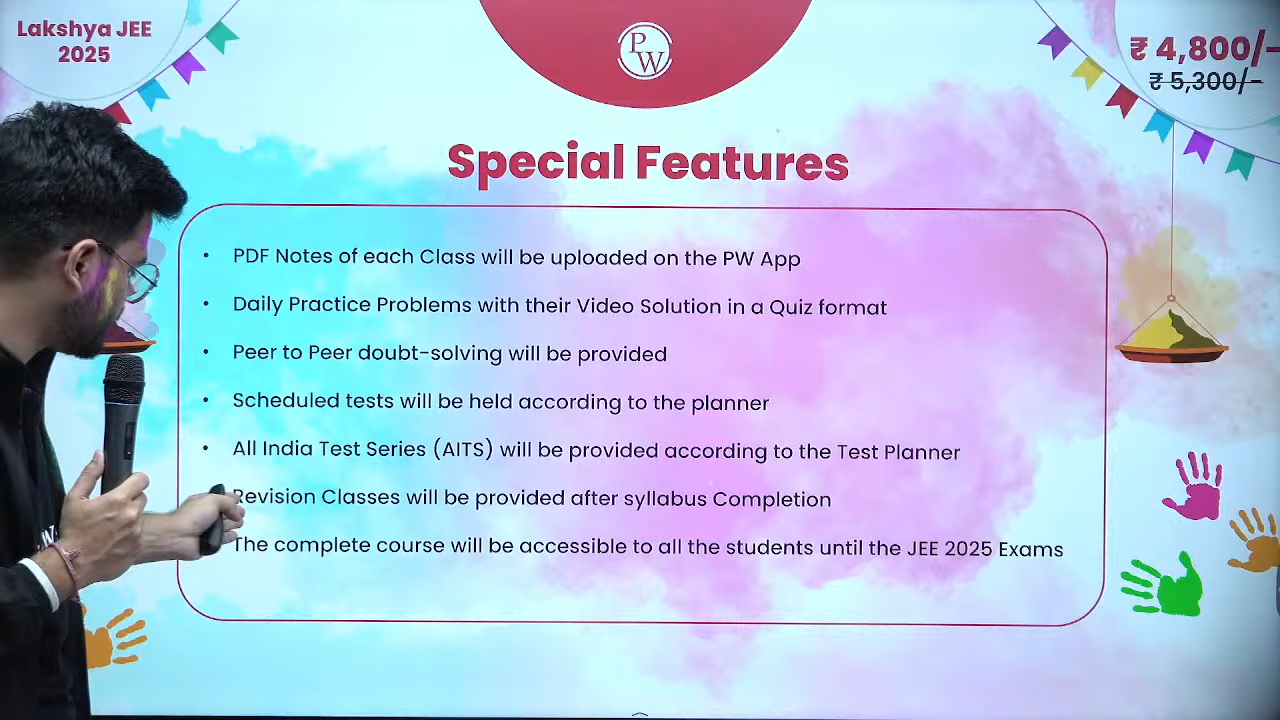 Lakshya JEE
2025
PW
₹ 4,800/-
₹ 5,300/-
Special Features
• PDF Notes of each Class will be uploaded on the PW App
• Daily Practice Problems with their Video Solution in a Quiz format
• Peer to Peer doubt-solving will be provided
• Scheduled tests will be held according to the planner
• All India Test Series (AITS) will be provided according to the Test Planner
Revision Classes will be provided after syllabus Completion
The complete course will be accessible to all the students until the JEE 2025 Exams